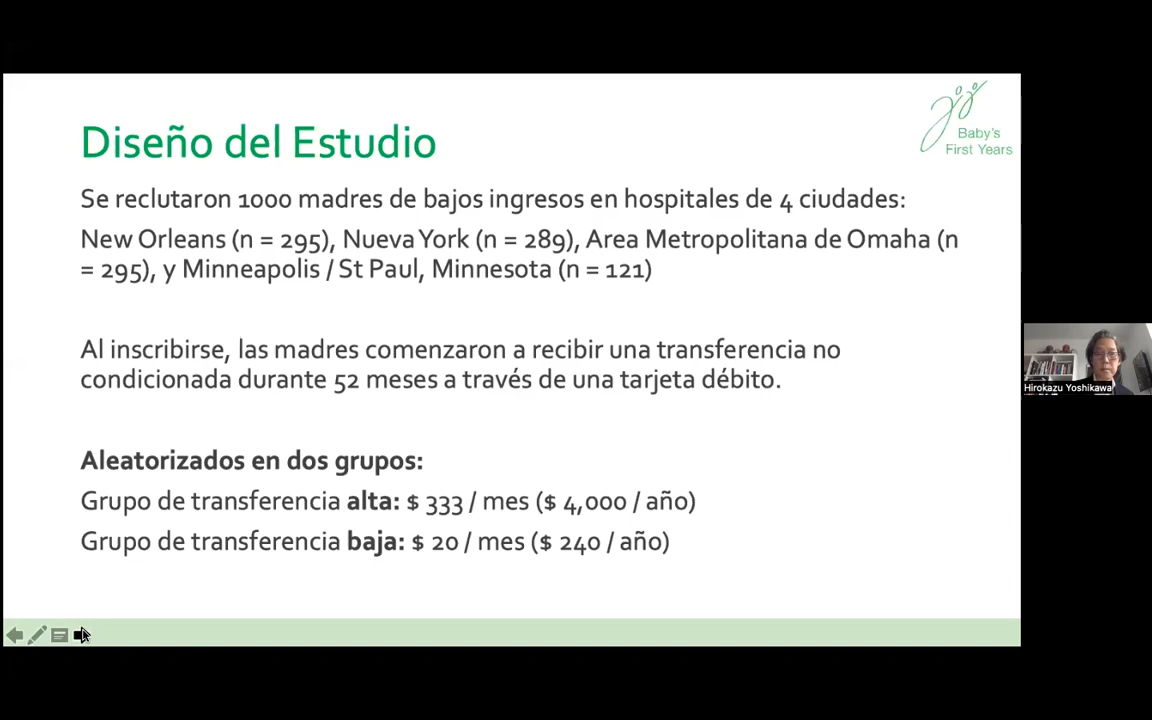 Diseño del Estudio
Baby's
First Years
Se reclutaron 1000 madres de bajos ingresos en hospitales de 4 ciudades:
New Orleans (n = 295), Nueva York (n = 289), Area Metropolitana de Omaha (n
= 295), y Minneapolis / St Paul, Minnesota (n = 121)
Al inscribirse, las madres comenzaron a recibir una transferencia no
condicionada durante 52 meses a través de una tarjeta débito.
Hirokazu Yoshikawa
Aleatorizados en dos grupos:
Grupo de transferencia alta: $ 333 / mes ($ 4,000 / año)
Grupo de transferencia baja: $ 20 / mes ($ 240 / año)